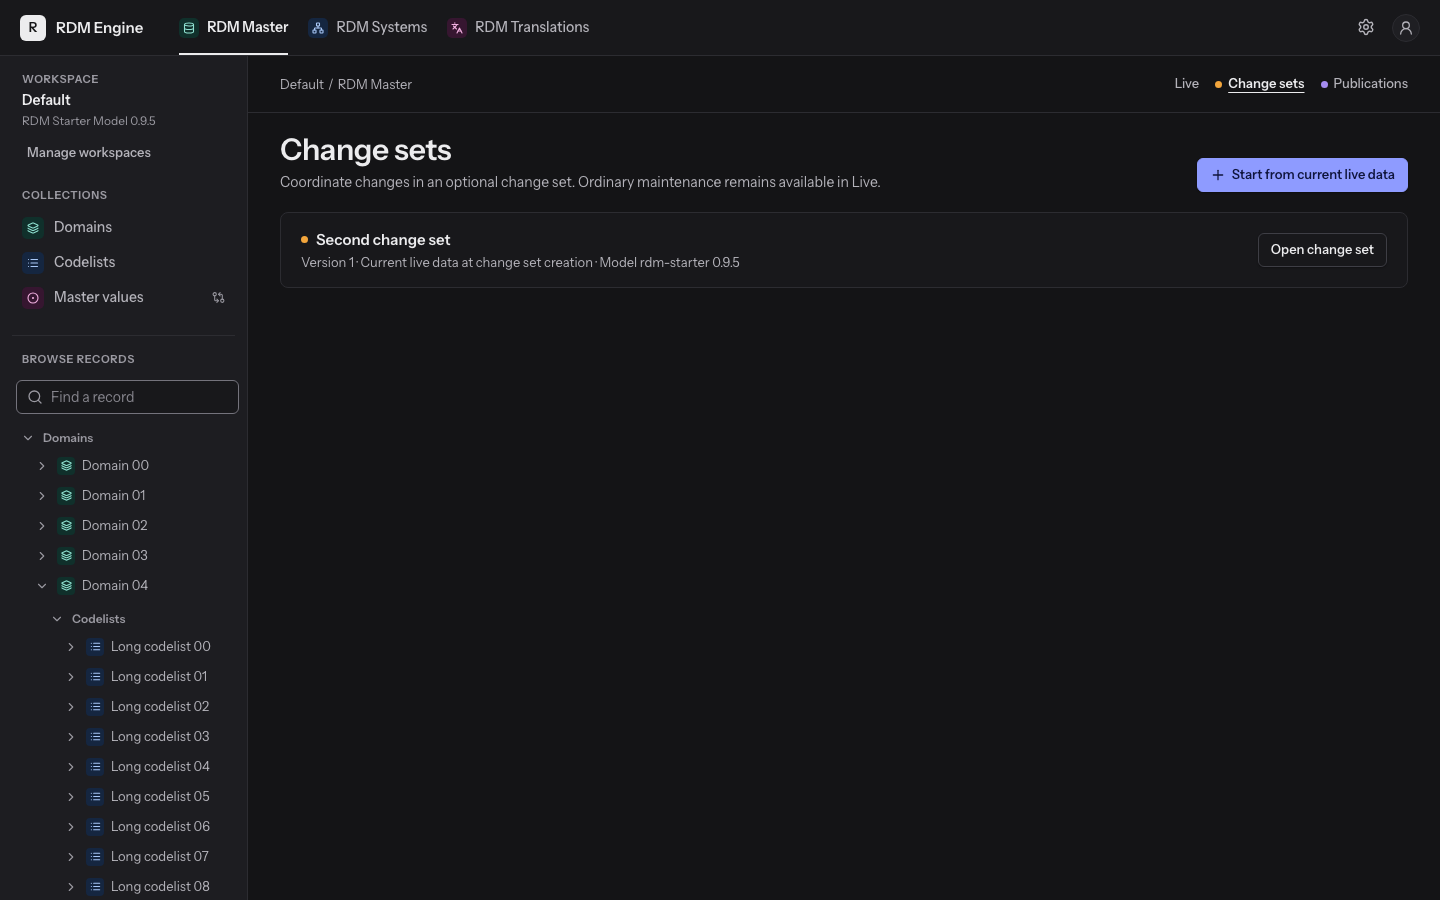 R RDM Engine RDM Master RDM Systems RDM Translations
WORKSPACE
Default
RDM Starter Model 0.9.5
Manage workspaces
COLLECTIONS
Domains
Codelists
Master values
BROWSE RECORDS
Find a record
Domains
Domain 00
Domain 01
Domain 02
Domain 03
Domain 04
Codelists
Long codelist 00
Long codelist 01
Long codelist 02
Long codelist 03
Long codelist 04
Long codelist 05
Long codelist 06
Long codelist 07
Long codelist 08
Default / RDM Master
Live Change sets Publications
Change sets
Coordinate changes in an optional change set. Ordinary maintenance remains available in Live.
Start from current live data
Second change set
Version 1 · Current live data at change set creation · Model rdm-starter 0.9.5
Open change set